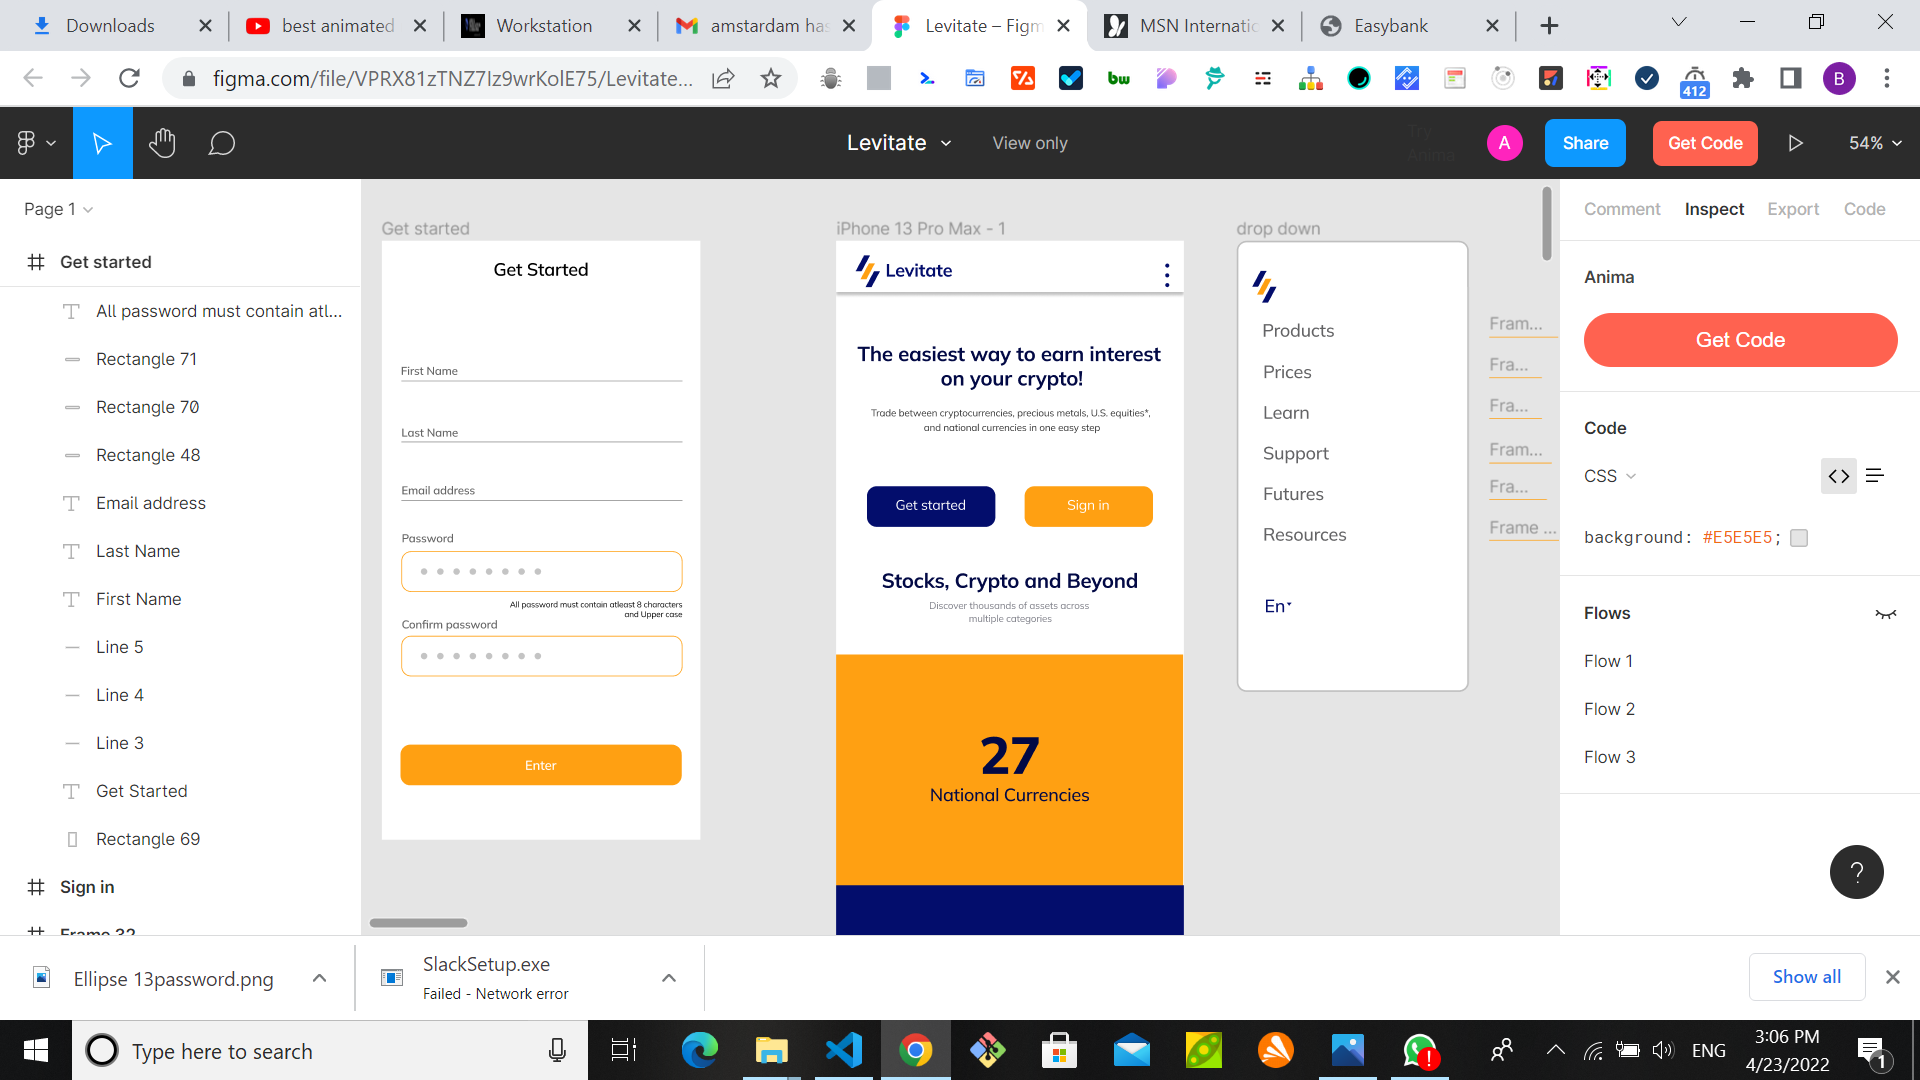 Downloads
best animated
Workstation
amstardam has
Levitate – Figm
MSN Internatio
Easybank
figma.com/file/VPRX81zTNZ7Iz9wrKolE75/Levitate...
bw
412
B
Levitate
View only
Try
Anima
A
Share
Get Code
54%
Page 1
Get started
All password must contain atl...
Rectangle 71
Rectangle 70
Rectangle 48
Email address
Last Name
First Name
Line 5
Line 4
Line 3
Get Started
Rectangle 69
Sign in
Frame 32
Get started
Get Started
First Name
Last Name
Email address
Password
All password must contain atleast 8 characters
and Upper case
Confirm password
Enter
iPhone 13 Pro Max - 1
Levitate
The easiest way to earn interest
on your crypto!
Trade between cryptocurrencies, precious metals, U.S. equities*,
and national currencies in one easy step
Get started
Sign in
Stocks, Crypto and Beyond
Discover thousands of assets across
multiple categories
27
National Currencies
drop down
Products
Prices
Learn
Support
Futures
Resources
En
Fram...
Fra...
Fra...
Fram...
Fra...
Frame ...
Comment
Inspect
Export
Code
Anima
Get Code
Code
CSS
background: #E5E5E5;
Flows
Flow 1
Flow 2
Flow 3
?
Ellipse 13password.png
SlackSetup.exe
Failed - Network error
Show all
Type here to search
ENG
3:06 PM
4/23/2022
1